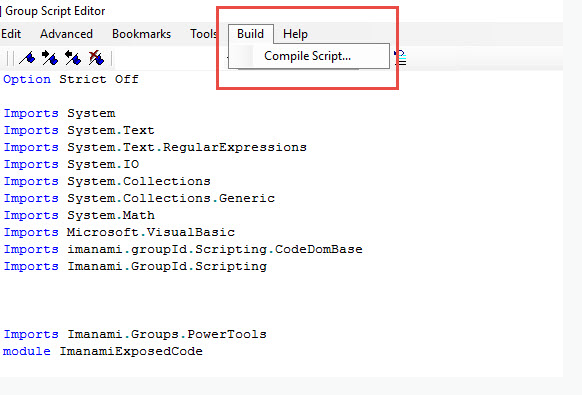 Group Script Editor
Edit Advanced Bookmarks Tools Build Help
Compile Script...
Option Strict Off
Imports System
Imports System.Text
Imports System.Text.RegularExpressions
Imports System.IO
Imports System.Collections
Imports System.Collections.Generic
Imports System.Math
Imports Microsoft.VisualBasic
Imports imanami.groupId.Scripting.CodeDomBase
Imports Imanami.GroupId.Scripting
Imports Imanami.Groups.PowerTools
module ImanamiExposedCode